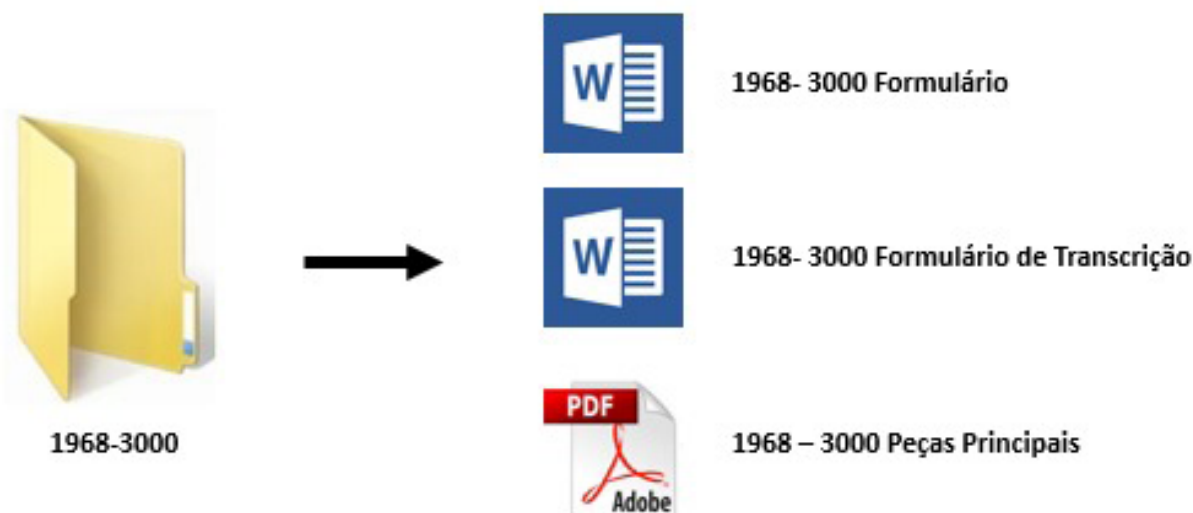 W
1968- 3000 Formulário
W
1968- 3000 Formulário de Transcrição
1968-3000
PDF
Adobe
1968 – 3000 Peças Principais